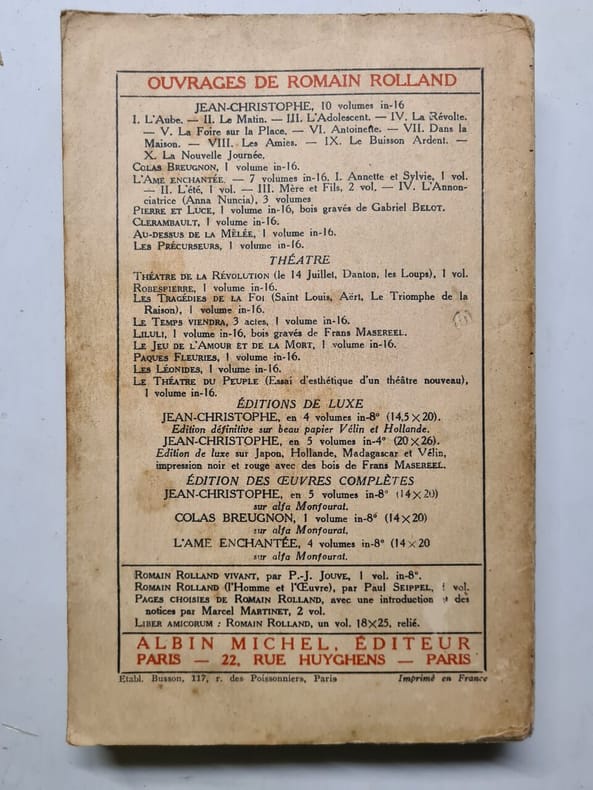 OUVRAGES DE ROMAIN ROLLAND
JEAN-CHRISTOPHE, 10 volumes in-16
I. L'Aube. — II. Le Matin. — III. L'Adolescent. — IV. La Révolte.
— V. La Foire sur la Place. — VI. Antoinette. — VII. Dans la
Maison. — VIII. Les Amies. — IX. Le Buisson Ardent. —
X. La Nouvelle Journée.
COLAS BREUGNON, 1 volume in-16.
L'AME ENCHANTÉE. — 7 volumes in-16. I. Annette et Sylvie, 1 vol.
— II. L'été, 1 vol. — III. Mère et Fils, 2 vol. — IV. L'Annon-
ciatrice (Anna Nuncia), 3 volumes
PIERRE ET LUCE, 1 volume in-16, bois gravés de Gabriel BELOT.
CLERAMBAULT, 1 volume in-16.
AU-DESSUS DE LA MÊLÉE, 1 volume in-16.
LES PRÉCURSEURS, 1 volume in-16.
THÉATRE
THÉATRE DE LA RÉVOLUTION (le 14 Juillet, Danton, les Loups), 1 vol.
ROBESPIERRE, 1 volume in-16.
LES TRAGÉDIES DE LA FOI (Saint Louis, Aërt, Le Triomphe de la
Raison), 1 volume in-16.
LE TEMPS VIENDRA, 3 actes, 1 volume in-16.
LILULI, 1 volume in-16, bois gravés de Frans MASEREEL.
LE JEU DE L'AMOUR ET DE LA MORT, 1 volume in-16.
PAQUES FLEURIES, 1 volume in-16.
LES LÉONIDES, 1 volume in-16.
LE THÉATRE DU PEUPLE (Essai d'esthétique d'un théâtre nouveau),
1 volume in-16.
ÉDITIONS DE LUXE
JEAN-CHRISTOPHE, en 4 volumes in-8° (14,5×20).
Edition définitive sur beau papier Vélin et Hollande.
JEAN-CHRISTOPHE, en 5 volumes in-4° (20×26).
Edition de luxe sur Japon, Hollande, Madagascar et Vélin,
impression noir et rouge avec des bois de Frans MASEREEL.
ÉDITION DES ŒUVRES COMPLÈTES
JEAN-CHRISTOPHE, en 5 volumes in-8° (14×20)
sur alfa Montgourat.
COLAS BREUGNON, 1 volume in-8° (14×20)
sur alfa Montgourat.
L'AME ENCHANTÉE, 4 volumes in-8° (14×20
sur alfa Montgourat.
ROMAIN ROLLAND VIVANT, par P.-J. JOUVE, 1 vol. in-8°.
ROMAIN ROLLAND (l'Homme et l'Œuvre), par Paul SEIPPEL, 1 vol.
PAGES CHOISIES DE ROMAIN ROLLAND, avec une introduction des
notices par Marcel MARTINET, 2 vol.
LIBER AMICORUM : ROMAIN ROLLAND, un vol. 18×25, relié.
ALBIN MICHEL, ÉDITEUR
PARIS — 22, RUE HUYGHENS — PARIS
Etabl. Busson, 117, r. des Poissonniers, Paris
Imprimé en France